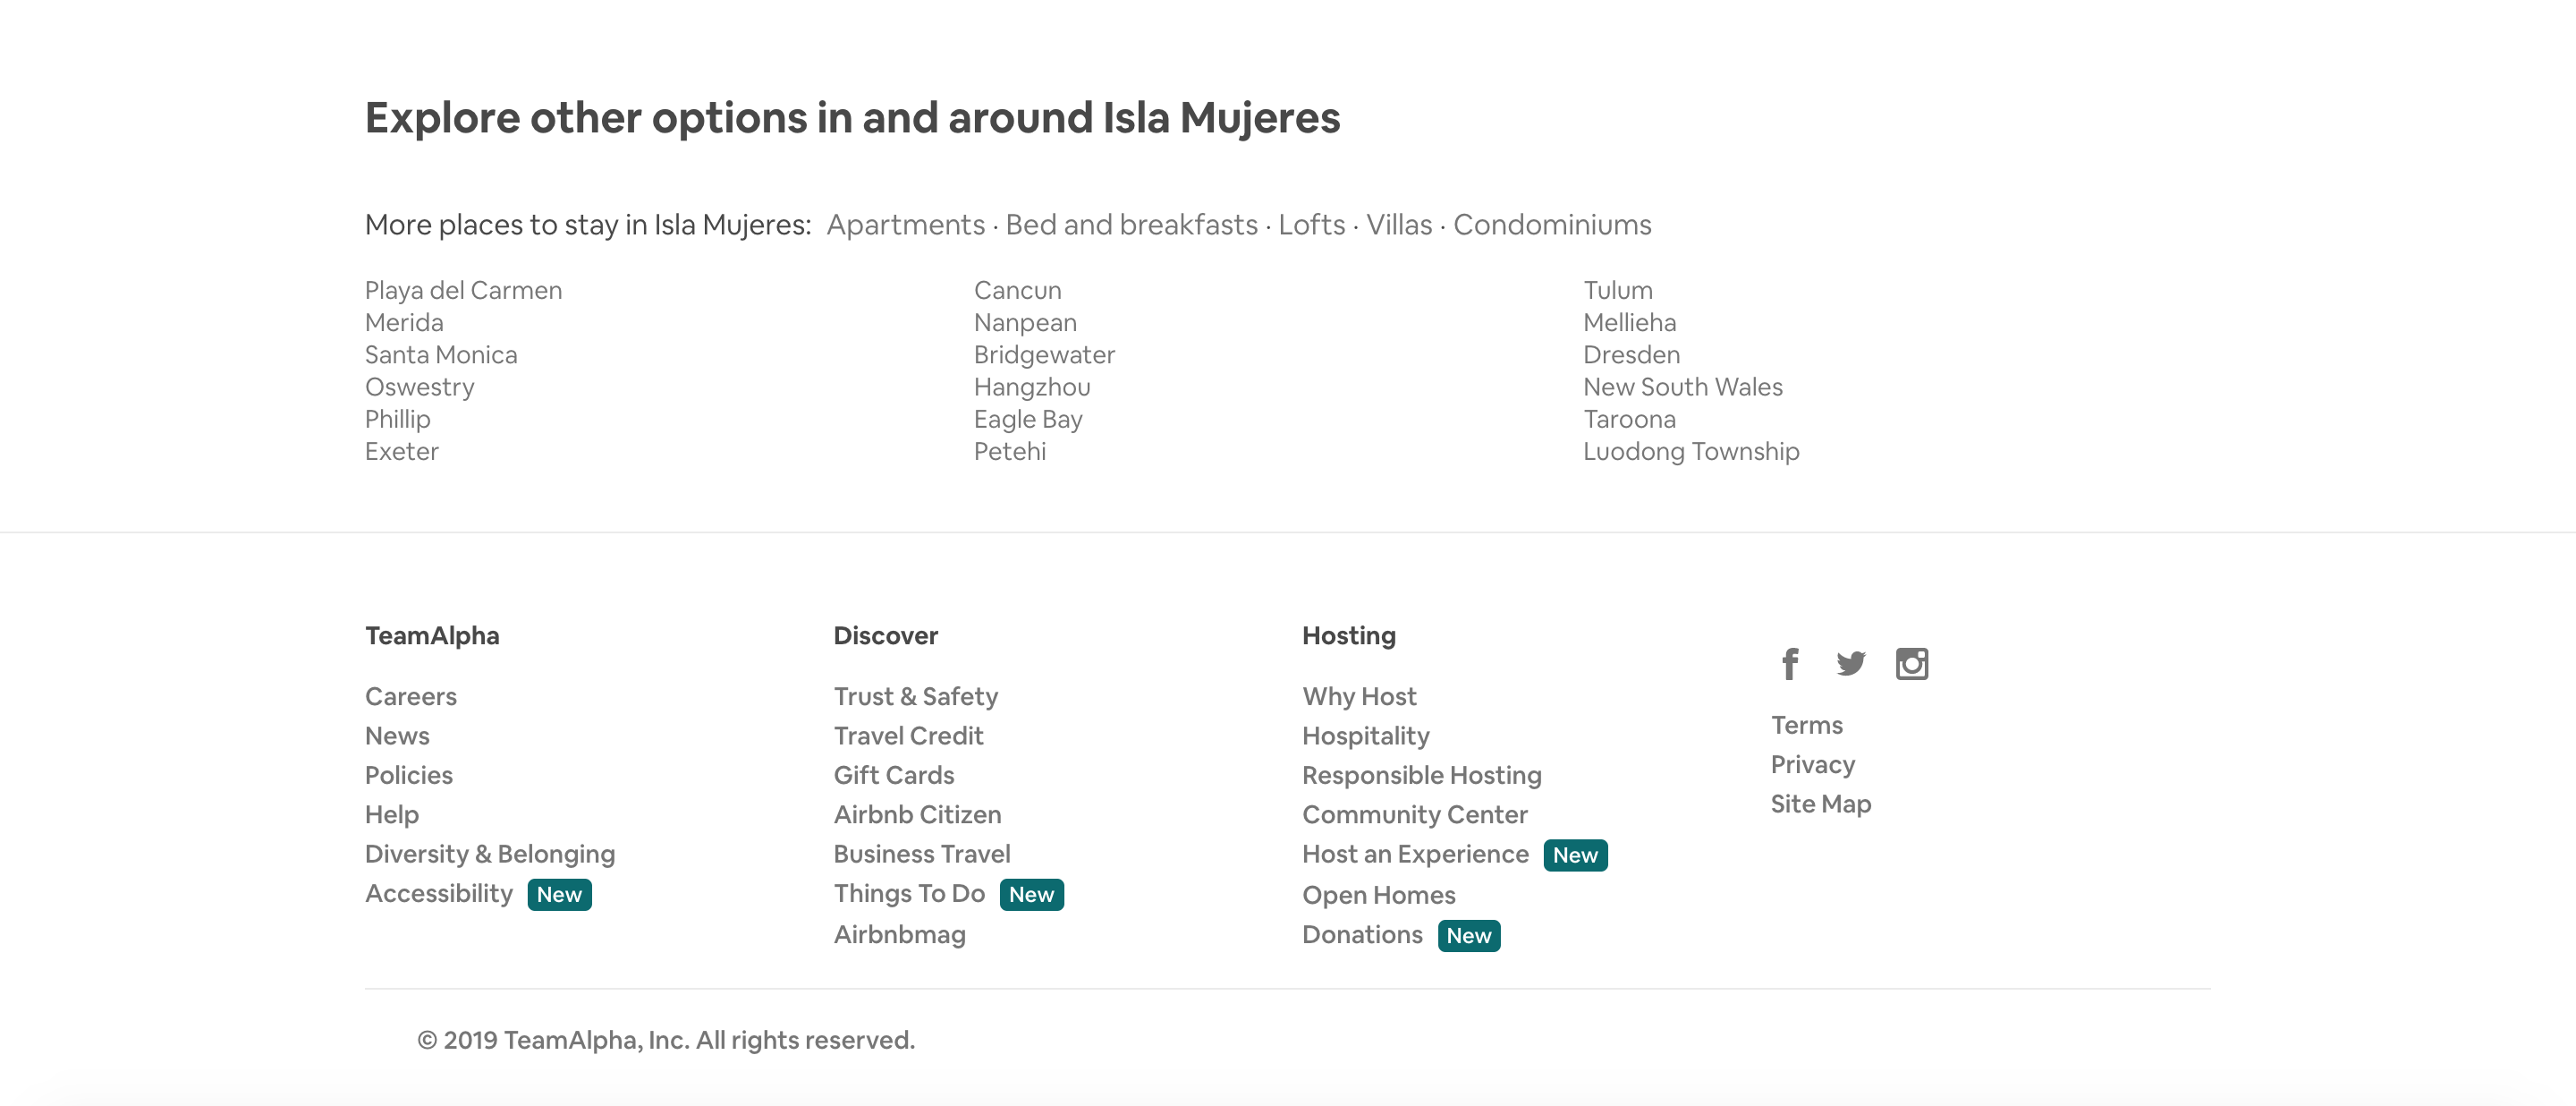 Explore other options in and around Isla Mujeres
More places to stay in Isla Mujeres: Apartments · Bed and breakfasts · Lofts · Villas · Condominiums
Playa del Carmen
Merida
Santa Monica
Oswestry
Phillip
Exeter
Cancun
Nanpean
Bridgewater
Hangzhou
Eagle Bay
Petehi
Tulum
Mellieha
Dresden
New South Wales
Taroona
Luodong Township
TeamAlpha
Careers
News
Policies
Help
Diversity & Belonging
Accessibility New
Discover
Trust & Safety
Travel Credit
Gift Cards
Airbnb Citizen
Business Travel
Things To Do New
Airbnbmag
Hosting
Why Host
Hospitality
Responsible Hosting
Community Center
Host an Experience New
Open Homes
Donations New
Terms
Privacy
Site Map
© 2019 TeamAlpha, Inc. All rights reserved.